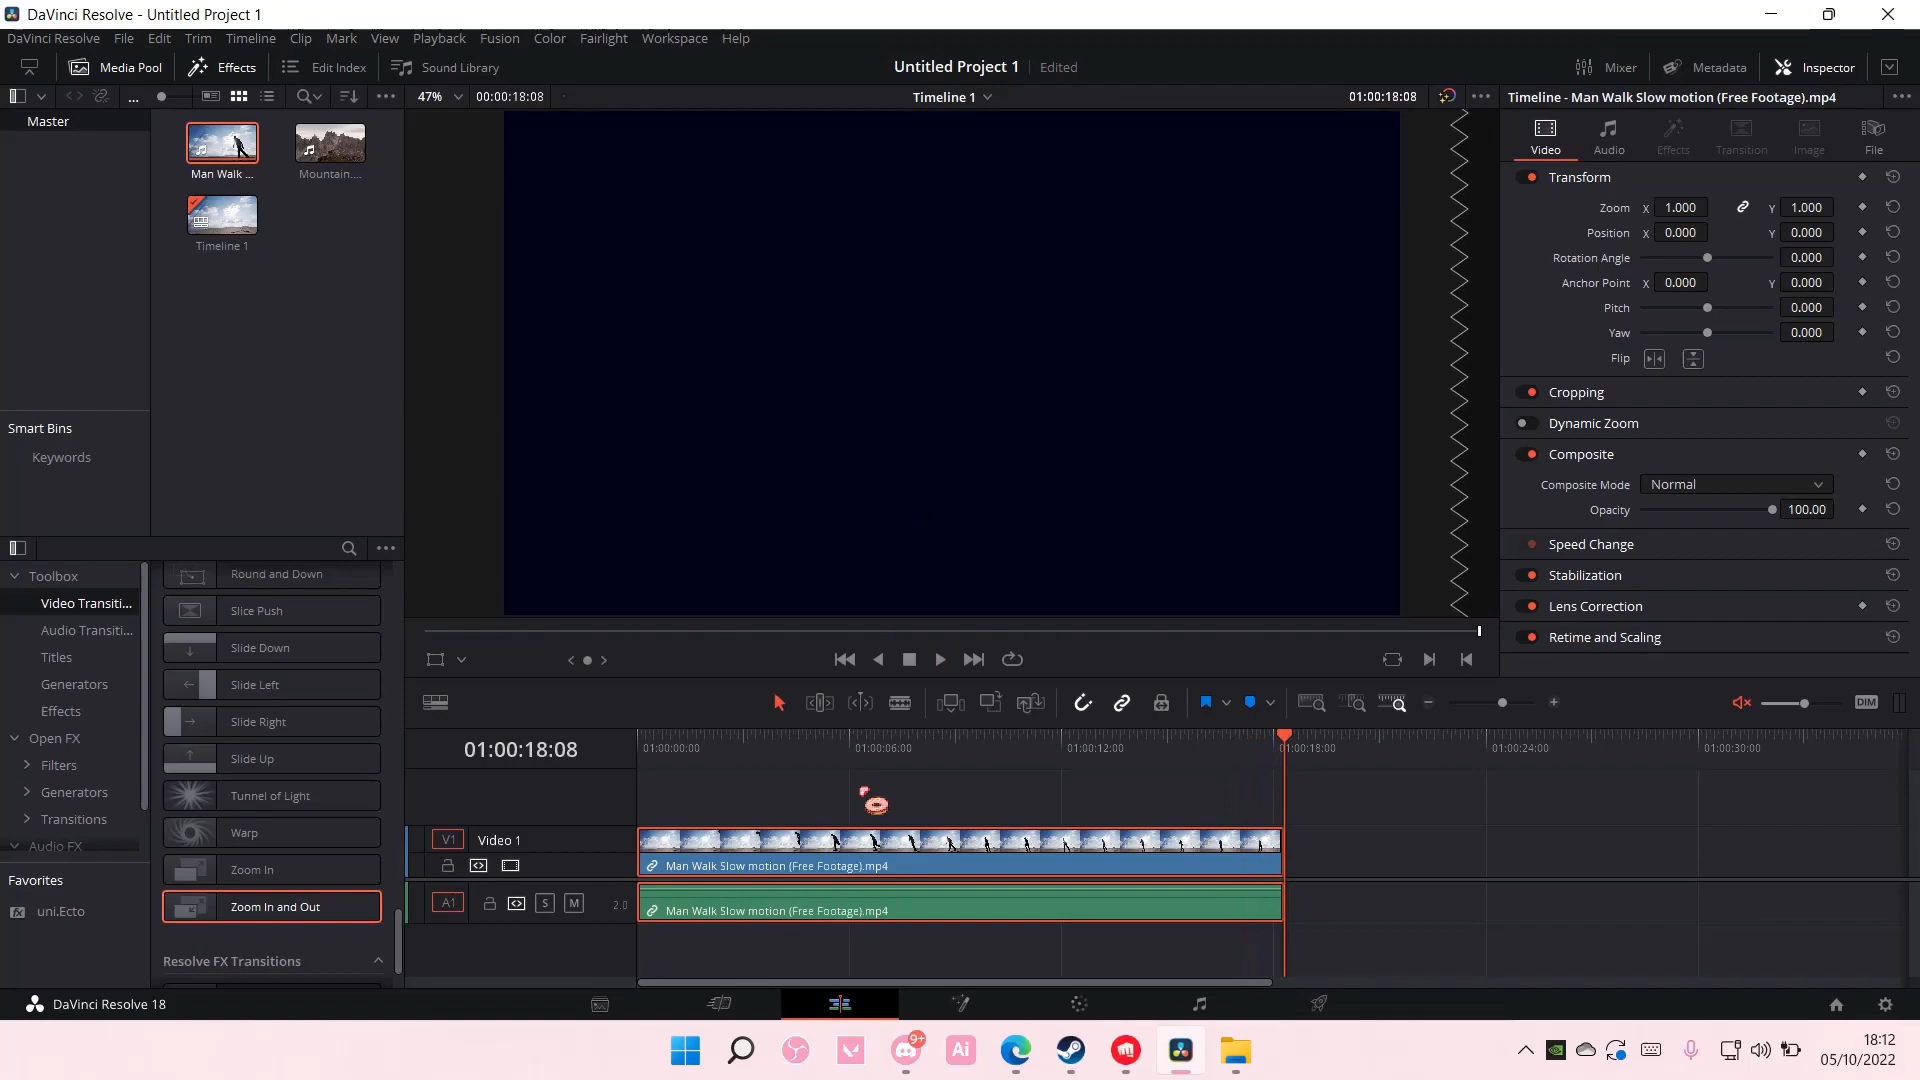 DaVinci Resolve - Untitled Project 1
DaVinci Resolve File Edit Trim Timeline Clip Mark View Playback Fusion Color Fairlight Workspace Help
Media Pool Effects Edit Index Sound Library Untitled Project 1 Edited Mixer Metadata Inspector
47% 00:00:18:08 Timeline 1 01:00:18:08 Timeline - Man Walk Slow motion (Free Footage).mp4
Master
Video Audio Effects Transition Image File
Man Walk ... Mountain....
Timeline 1
Transform
Zoom X 1.000 Y 1.000
Position X 0.000 Y 0.000
Rotation Angle 0.000
Anchor Point X 0.000 Y 0.000
Pitch 0.000
Yaw 0.000
Flip
Cropping
Dynamic Zoom
Composite
Composite Mode Normal
Opacity 100.00
Speed Change
Stabilization
Lens Correction
Retime and Scaling
Smart Bins
Keywords
Toolbox
Video Transiti...
Audio Transiti...
Titles
Generators
Effects
Open FX
Filters
Generators
Transitions
Audio FX
Favorites
fx uni.Ecto
Round and Down
Slice Push
Slide Down
Slide Left
Slide Right
Slide Up
Tunnel of Light
Warp
Zoom In
Zoom In and Out
Resolve FX Transitions
DIM
01:00:18:08 01:00:00:00 01:00:06:00 01:00:12:00 01:00:18:00 01:00:24:00 01:00:30:00
V1 Video 1
Man Walk Slow motion (Free Footage).mp4
A1 S M 2.0
Man Walk Slow motion (Free Footage).mp4
DaVinci Resolve 18
9+
Ai
18:12
05/10/2022